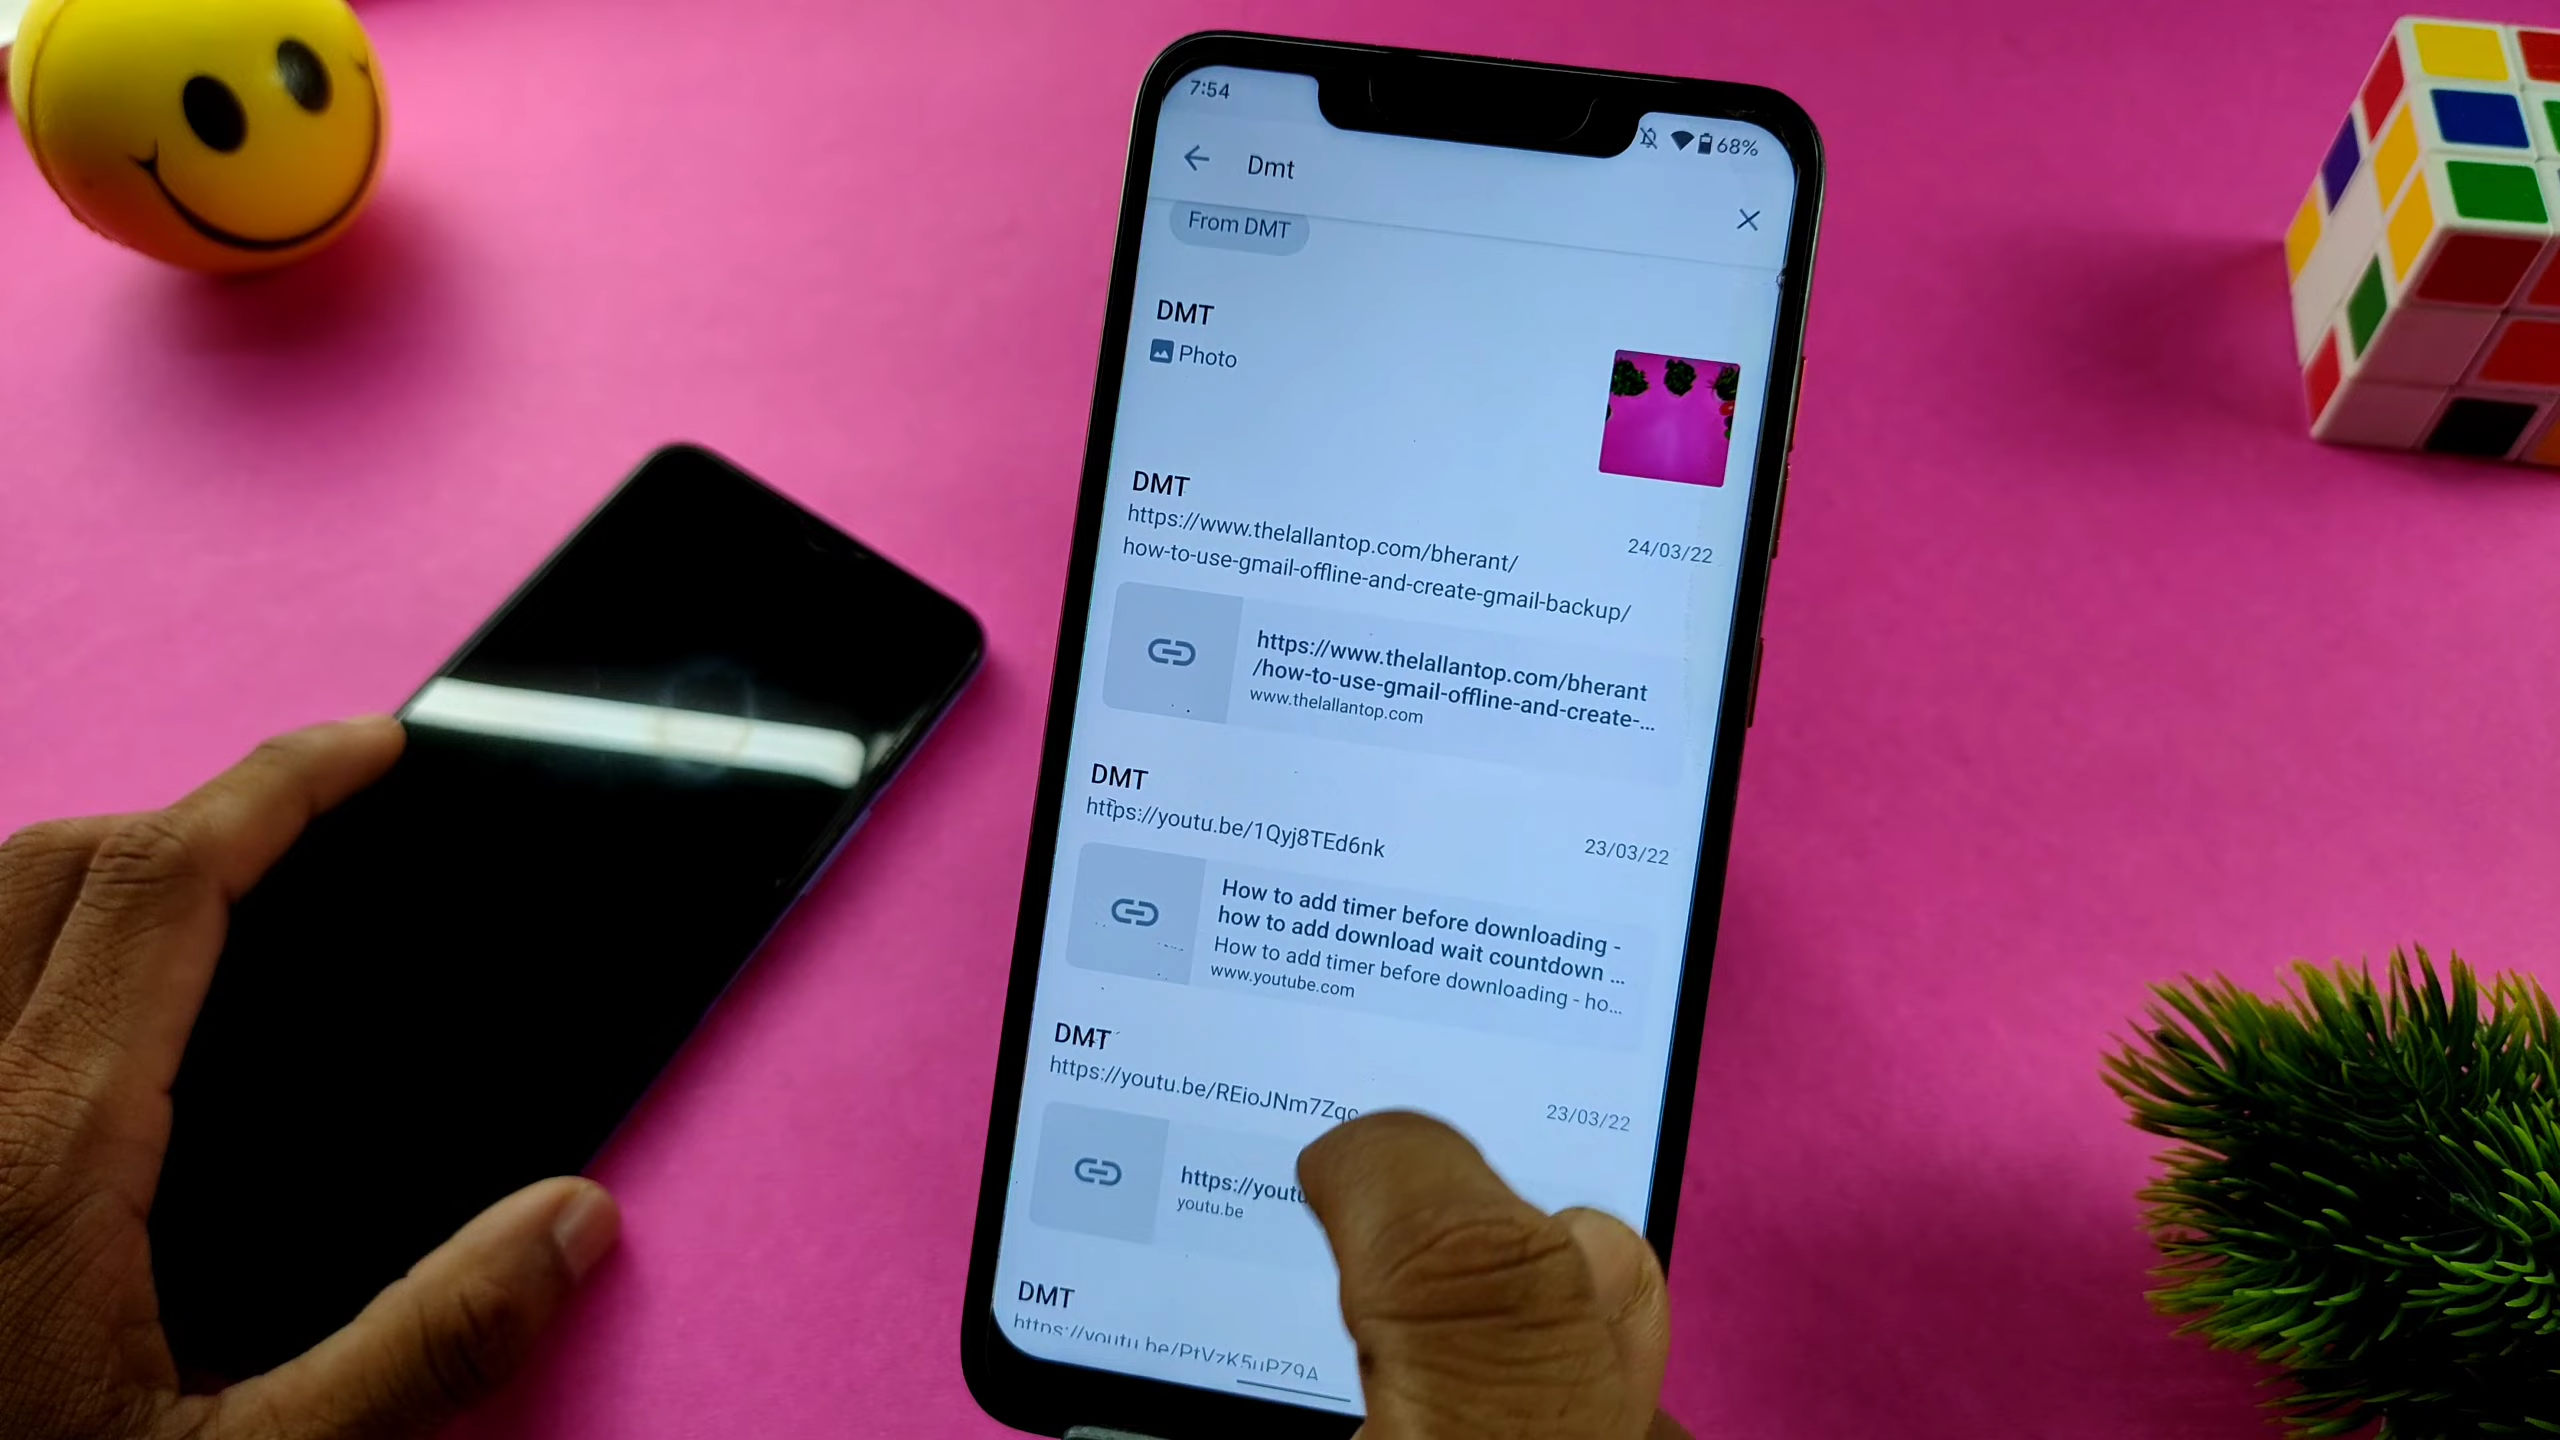 7:54
68%
Dmt
From DMT
DMT
Photo
DMT
https://www.thelallantop.com/bherant/
24/03/22
how-to-use-gmail-offline-and-create-gmail-backup/
https://www.thelallantop.com/bherant
/how-to-use-gmail-offline-and-create-...
www.thelallantop.com
DMT
https://youtu.be/1Qyj8TEd6nk
23/03/22
How to add timer before downloading -
how to add download wait countdown ...
How to add timer before downloading - ho...
www.youtube.com
DMT
23/03/22
youtu.be
DMT